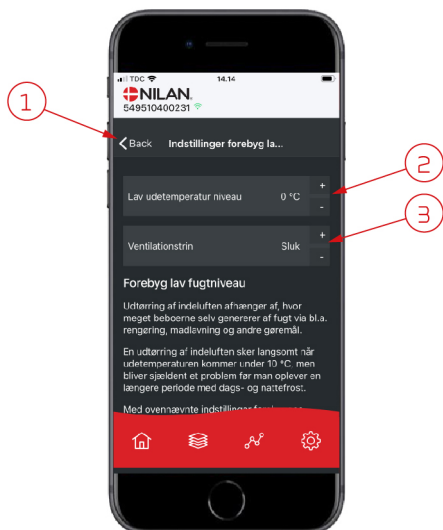 TDC 14.14
NILAN.
549510400231
1
Back Indstillinger forebyg la...
Lav udetemperatur niveau 0 °C + -
2
Ventilationstrin Sluk + -
3
Forebyg lav fugtniveau
Udtørring af indeluften afhænger af, hvor
meget beboerne selv genererer af fugt via bl.a.
rengøring, madlavning og andre gøremål.
En udtørring af indeluften sker langsomt når
udetemperaturen kommer under 10 °C, men
bliver sjældent et problem før man oplever en
længere periode med dags- og nattefrost.
Med ovennævnte indstillinger